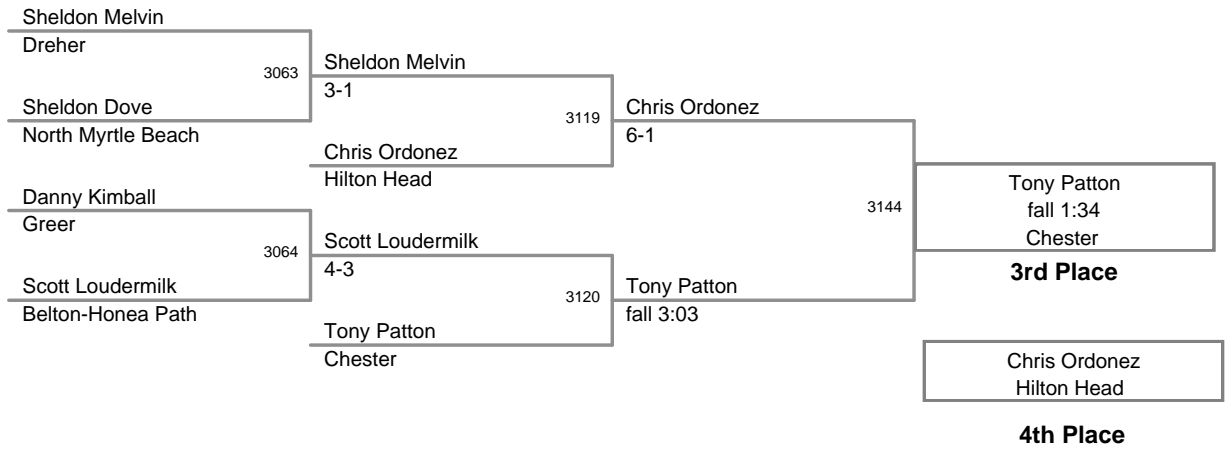 Sheldon Melvin
Dreher
3063
Sheldon Melvin
3-1
Sheldon Dove
North Myrtle Beach
3119
Chris Ordonez
6-1
Chris Ordonez
Hilton Head
Danny Kimball
Greer
3064
Scott Loudermilk
4-3
Scott Loudermilk
Belton-Honea Path
3120
Tony Patton
fall 3:03
Tony Patton
Chester
3144
Tony Patton
fall 1:34
Chester
3rd Place
Chris Ordonez
Hilton Head
4th Place